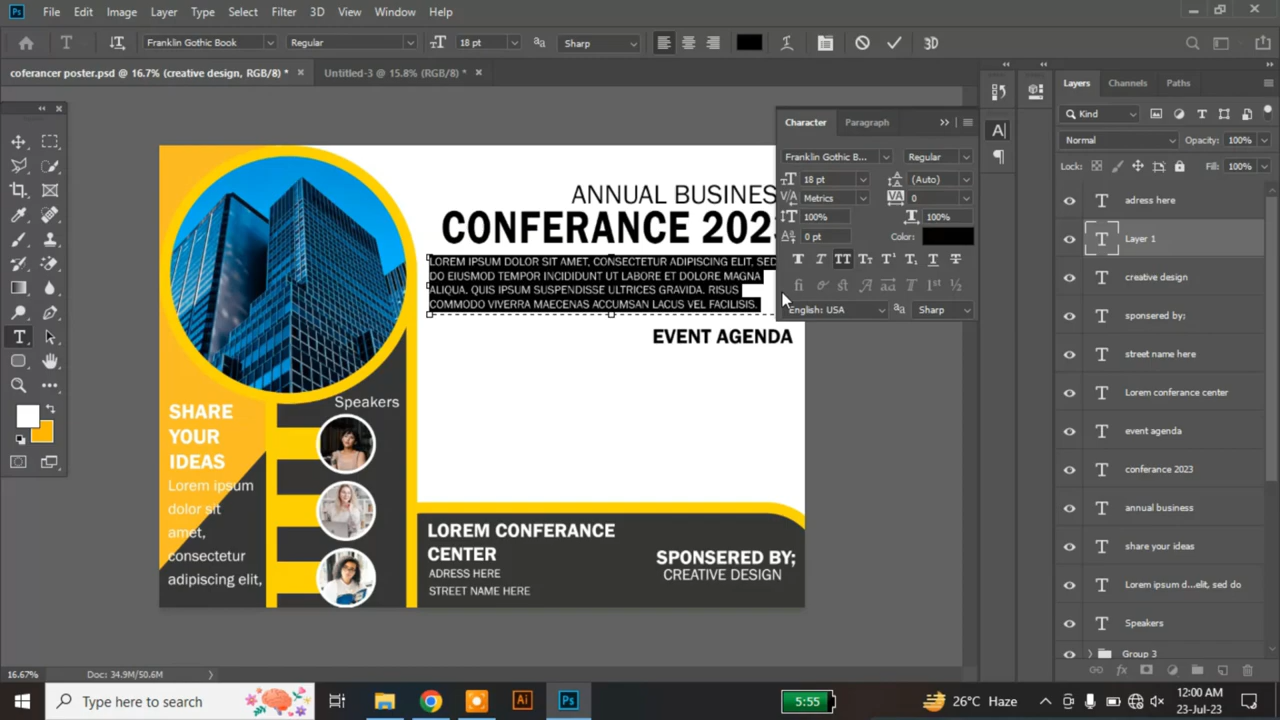 Ps File Edit Image Layer Type Select Filter 3D View Window Help
T Franklin Gothic Book Regular 18 pt Sharp 3D
coferancer poster.psd @ 16.7% (creative design, RGB/8) *
Untitled-3 @ 15.8% (RGB/8) *
ANNUAL BUSINES
CONFERANCE 202
LOREM IPSUM DOLOR SIT AMET, CONSECTETUR ADIPISCING ELIT, SED
DO EIUSMOD TEMPOR INCIDIDUNT UT LABORE ET DOLORE MAGNA
ALIQUA. QUIS IPSUM SUSPENDISSE ULTRICES GRAVIDA. RISUS
COMMODO VIVERRA MAECENAS ACCUMSAN LACUS VEL FACILISIS.
EVENT AGENDA
Speakers
SHARE
YOUR
IDEAS
Lorem ipsum
dolor sit
amet,
consectetur
adipiscing elit,
LOREM CONFERANCE
CENTER
ADRESS HERE
STREET NAME HERE
SPONSERED BY;
CREATIVE DESIGN
Character Paragraph
Franklin Gothic B... Regular
18 pt (Auto)
Metrics 0
100% 100%
0 pt Color:
English: USA Sharp
Layers Channels Paths
Kind
Normal Opacity: 100%
Lock: Fill: 100%
adress here
Layer 1
creative design
sponsered by;
street name here
Lorem conferance center
event agenda
conferance 2023
annual business
share your ideas
Lorem ipsum d...elit, sed do
Speakers
Group 3
16.67% Doc: 34.9M/50.6M
Type here to search
Ai Ps
5:55
26°C Haze
12:00 AM
23-Jul-23